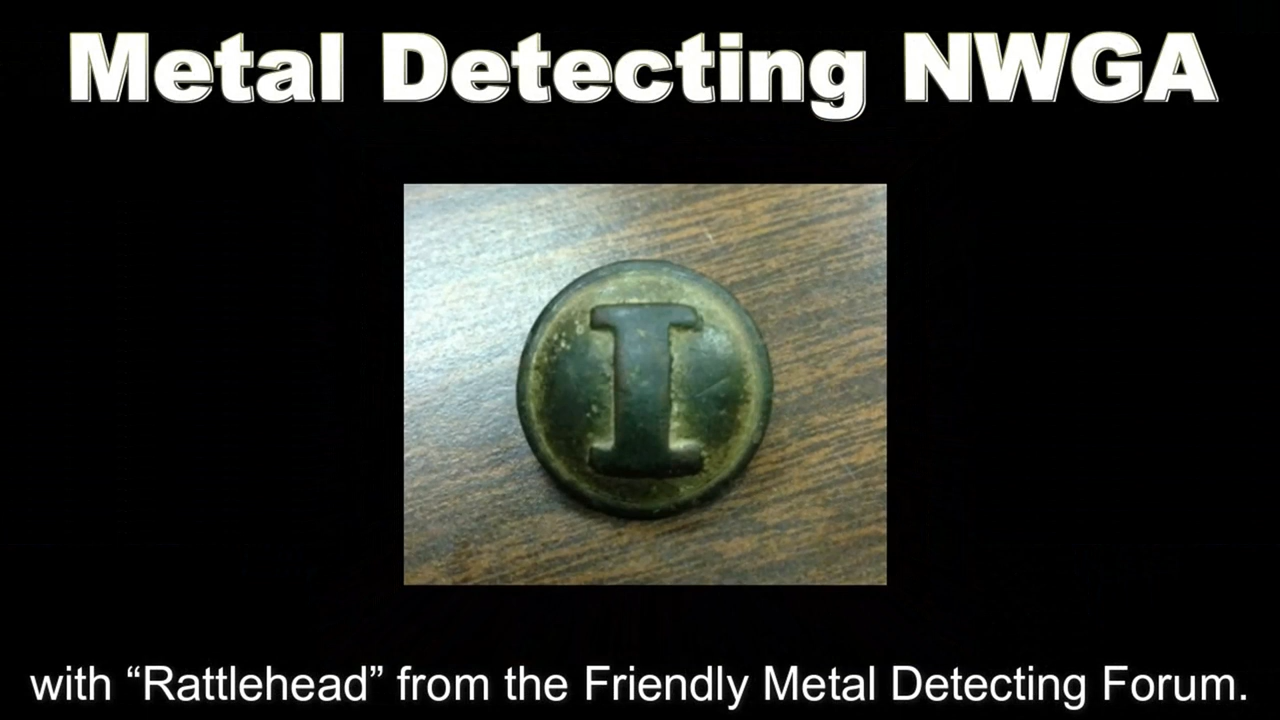 Metal Detecting NWGA
I
with “Rattlehead” from the Friendly Metal Detecting Forum.